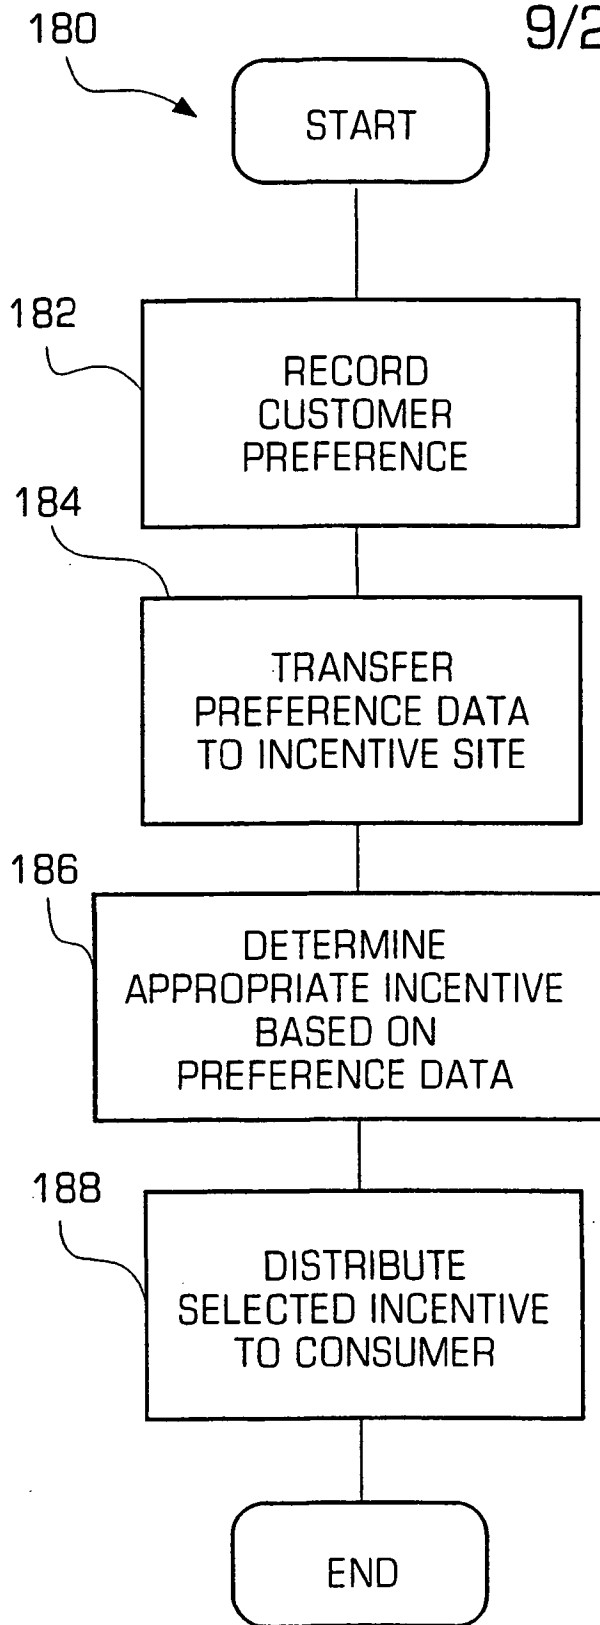 180
9/2
START
182
RECORD
CUSTOMER
PREFERENCE
184
TRANSFER
PREFERENCE DATA
TO INCENTIVE SITE
186
DETERMINE
APPROPRIATE INCENTIVE
BASED ON
PREFERENCE DATA
188
DISTRIBUTE
SELECTED INCENTIVE
TO CONSUMER
END